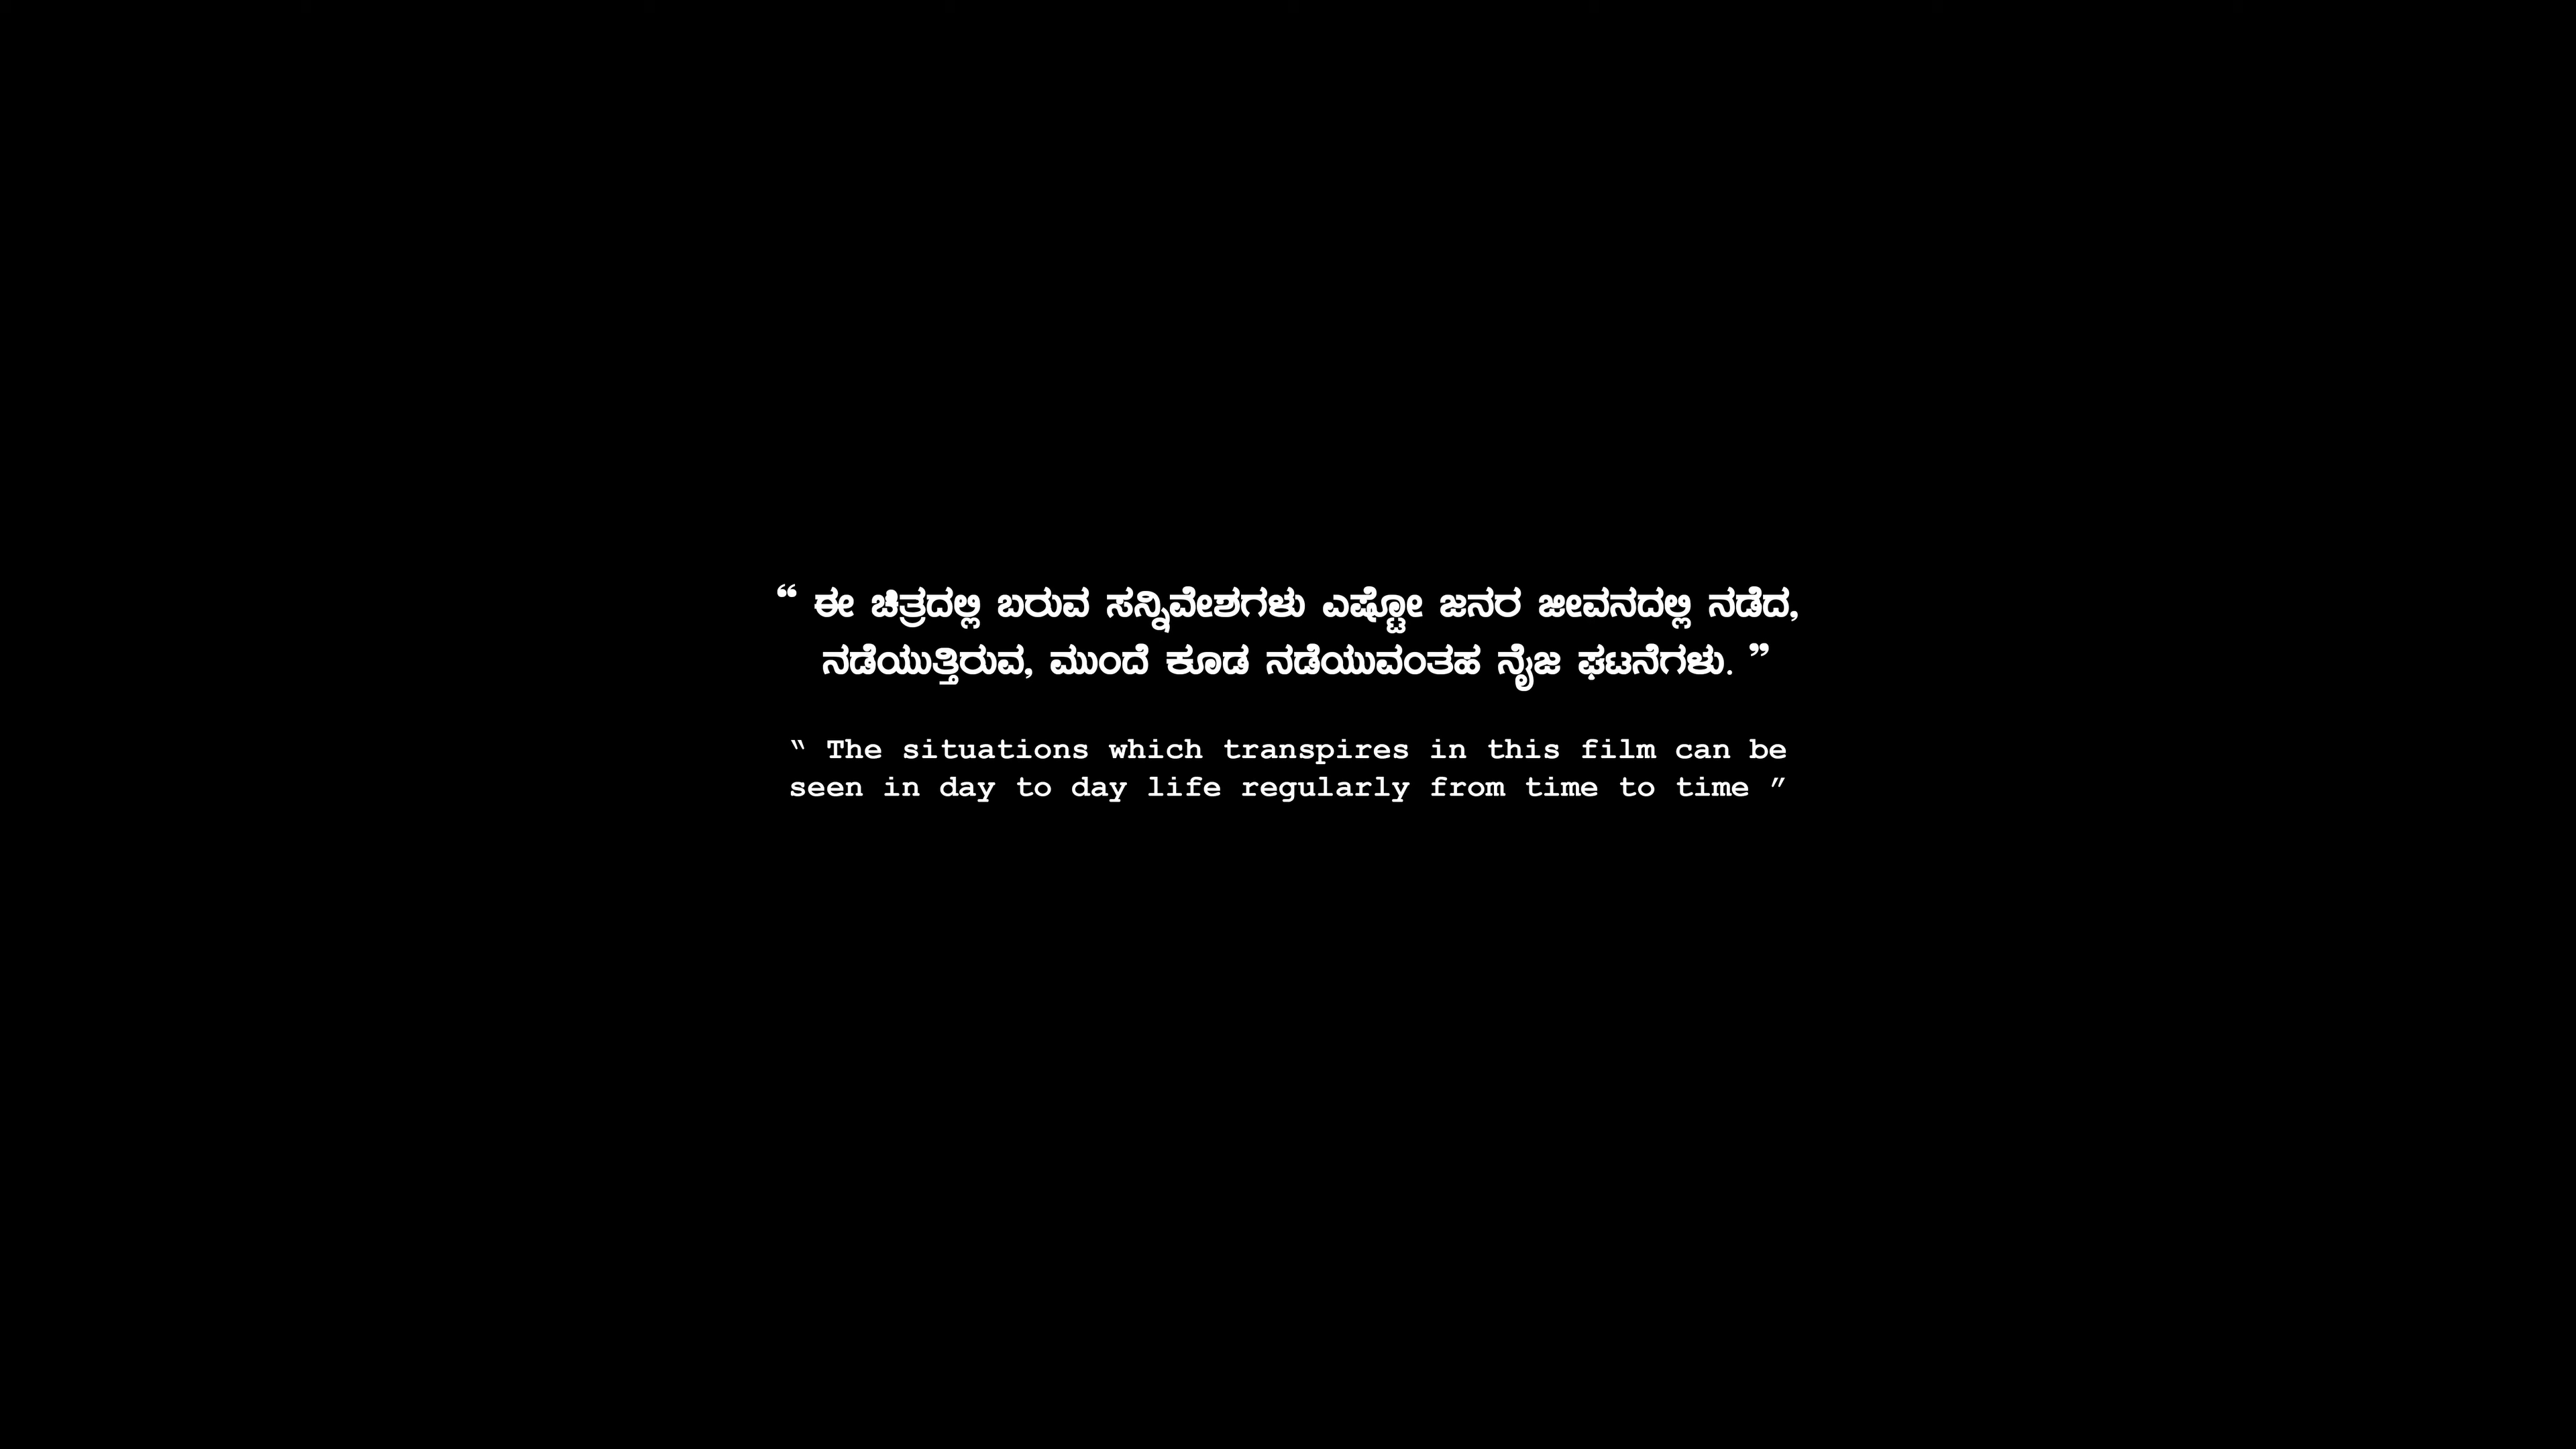 “ ಈ ಚಿತ್ರದಲ್ಲಿ ಬರುವ ಸನ್ನಿವೇಶಗಳು ಎಷ್ಟೋ ಜನರ ಜೀವನದಲ್ಲಿ ನಡೆದ,
ನಡೆಯುತ್ತಿರುವ, ಮುಂದೆ ಕೂಡ ನಡೆಯುವಂತಹ ನೈಜ ಘಟನೆಗಳು. ”
“ The situations which transpires in this film can be
seen in day to day life regularly from time to time ”